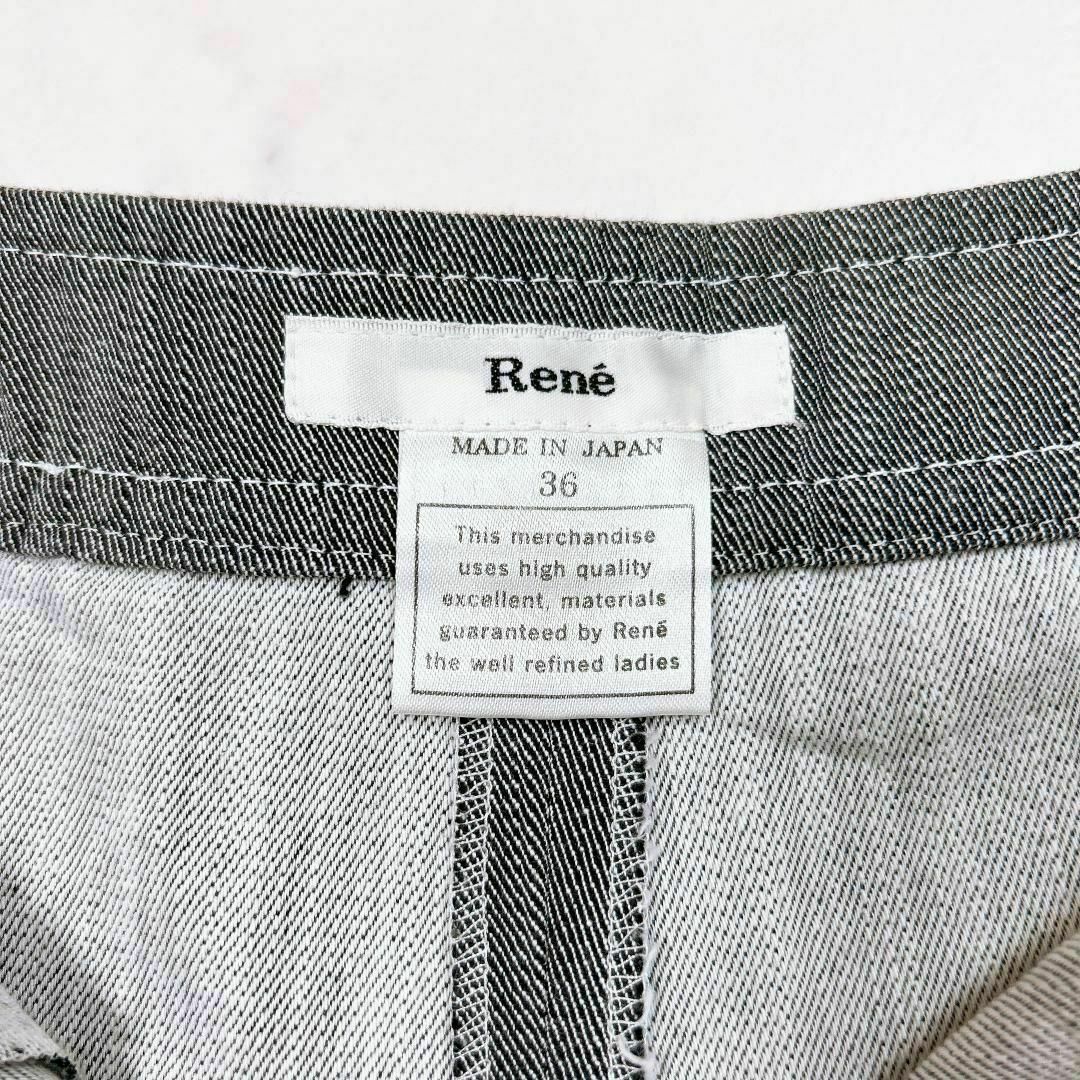 René
MADE IN JAPAN
36
This merchandise
uses high quality
excellent, materials
guaranteed by René
the well refined ladies